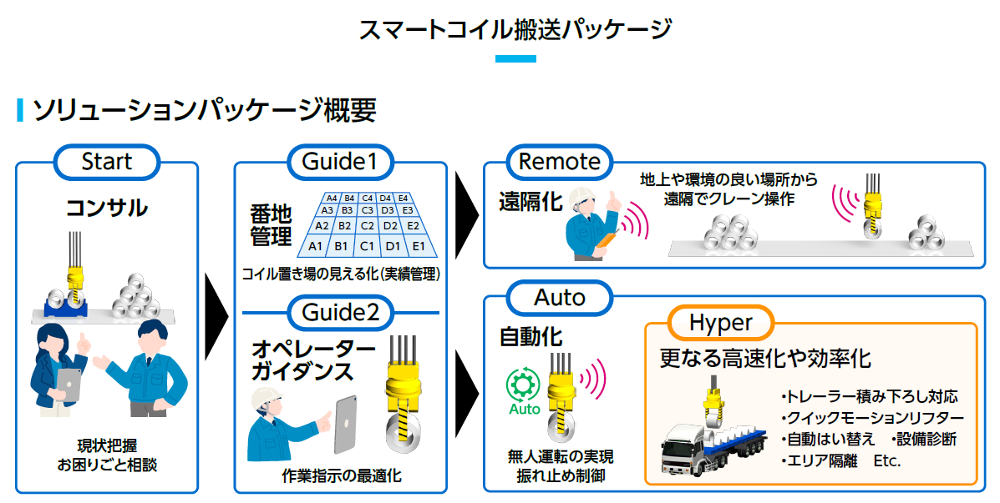 スマートコイル搬送パッケージ
ソリューションパッケージ概要
Start
コンサル
現状把握
お困りごと相談
Guide1
番地
管理
A4 B4 C4 D4 E4
A3 B3 C3 D3 E3
A2 B2 C2 D2 E2
A1 B1 C1 D1 E1
コイル置き場の見える化（実績管理）
Guide2
オペレーター
ガイダンス
作業指示の最適化
Remote
遠隔化
地上や環境の良い場所から
遠隔でクレーン操作
Auto
自動化
Auto
無人運転の実現
振れ止め制御
Hyper
更なる高速化や効率化
・トレーラー積み下ろし対応
・クイックモーションリフター
・自動はい替え ・設備診断
・エリア隔離 Etc.